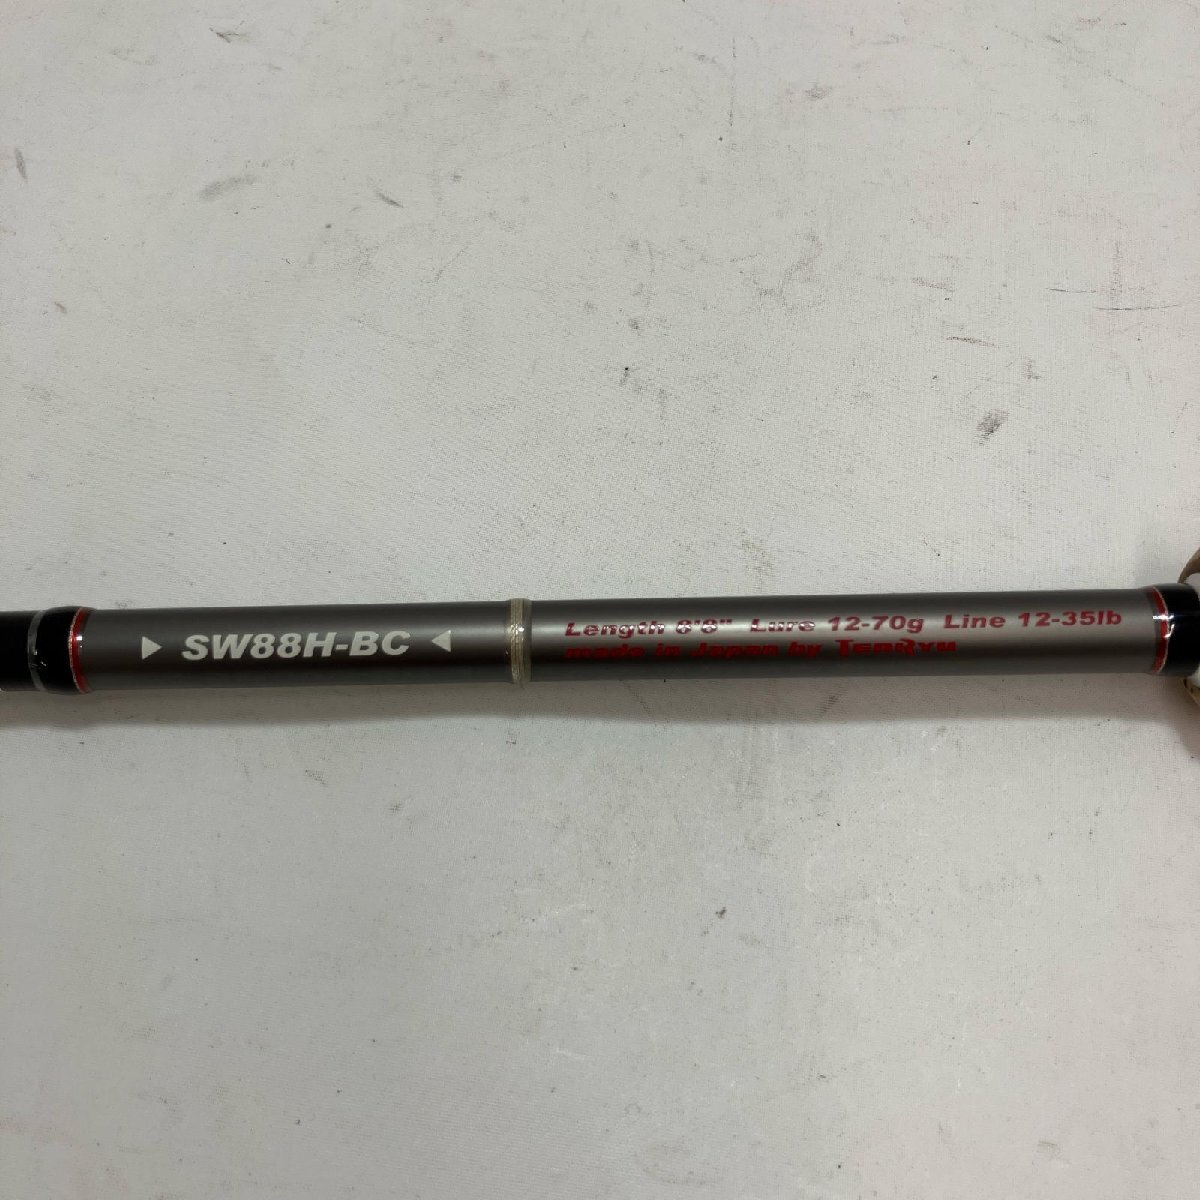 ▶ SW88H-BC ◀
Length 8'8" Lure 12-70g Line 12-35lb
made in Japan by TENRYU